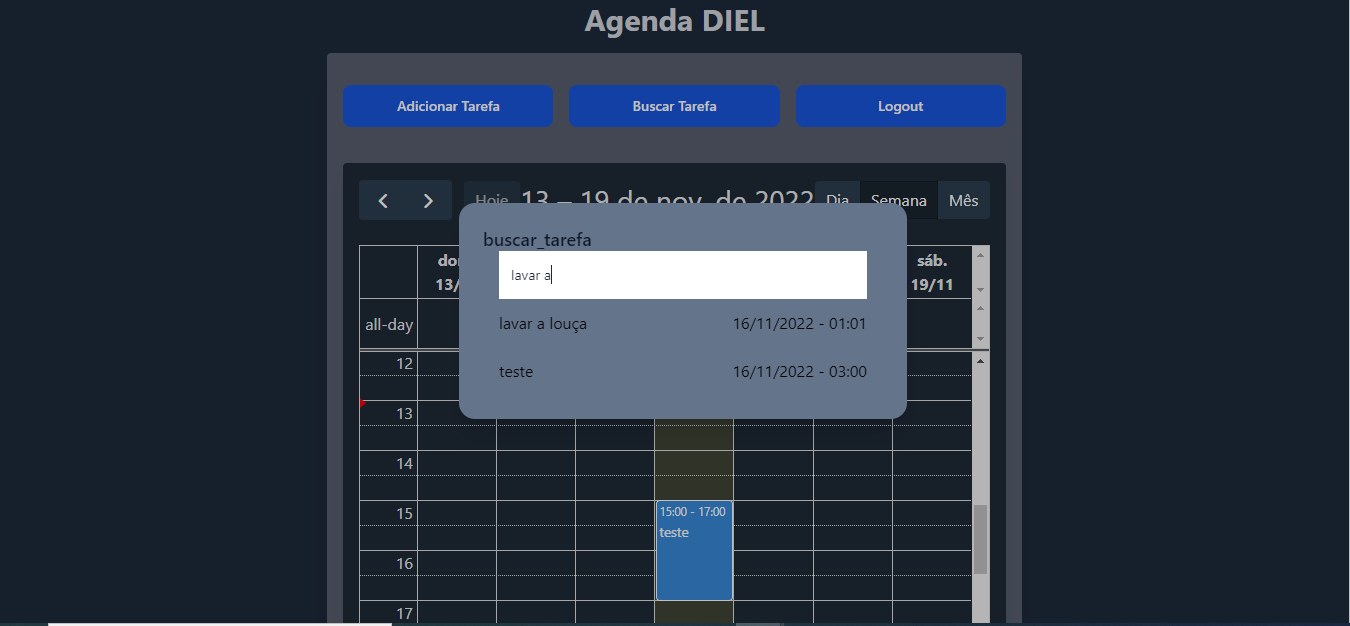 Agenda DIEL
Adicionar Tarefa Buscar Tarefa Logout
Hoje 13 – 19 de nov. de 2022 Dia Semana Mês
buscar_tarefa
lavar a
lavar a louça 16/11/2022 - 01:01
teste 16/11/2022 - 03:00
sáb.
19/11
all-day
12
13
14
15
16
17
15:00 - 17:00
teste